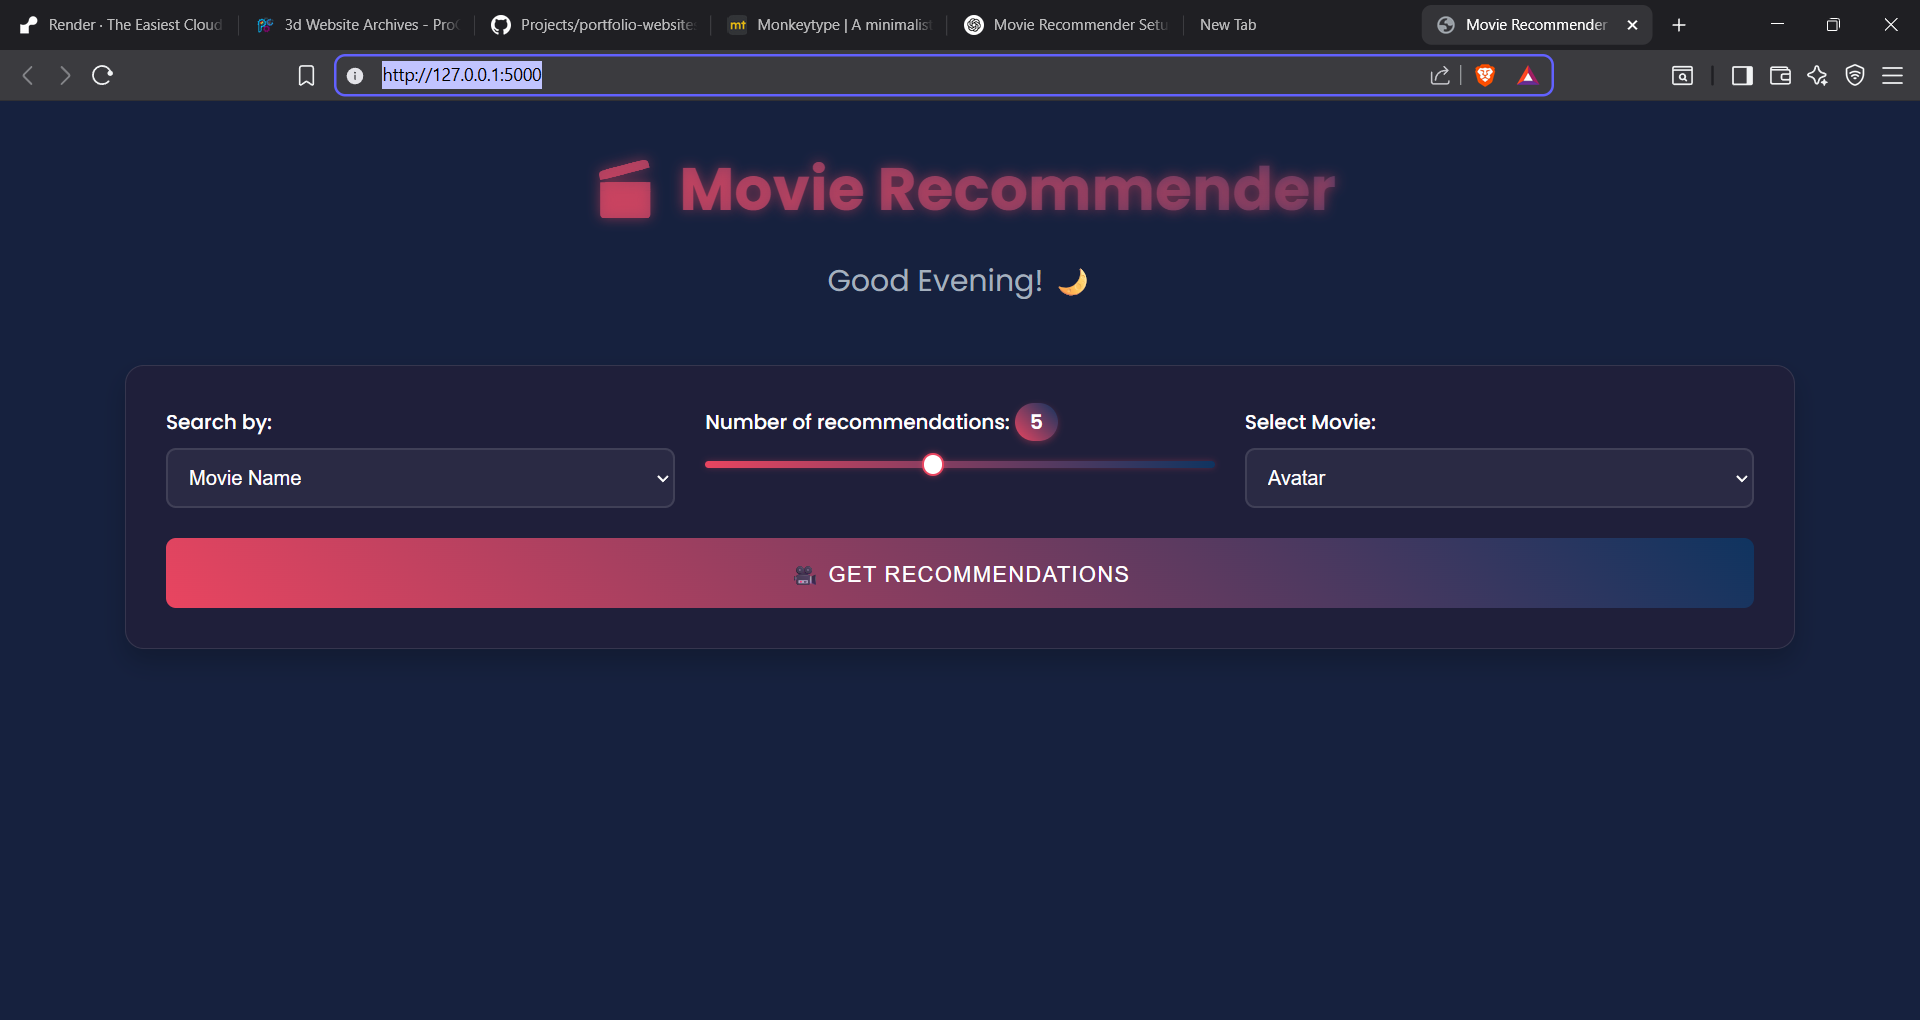 Render · The Easiest Cloud
3d Website Archives - Pro
Projects/portfolio-website
mt Monkeytype | A minimalist
Movie Recommender Setu
New Tab
Movie Recommender
http://127.0.0.1:5000
Movie Recommender
Good Evening!
Search by:
Number of recommendations: 5
Select Movie:
Movie Name
Avatar
GET RECOMMENDATIONS